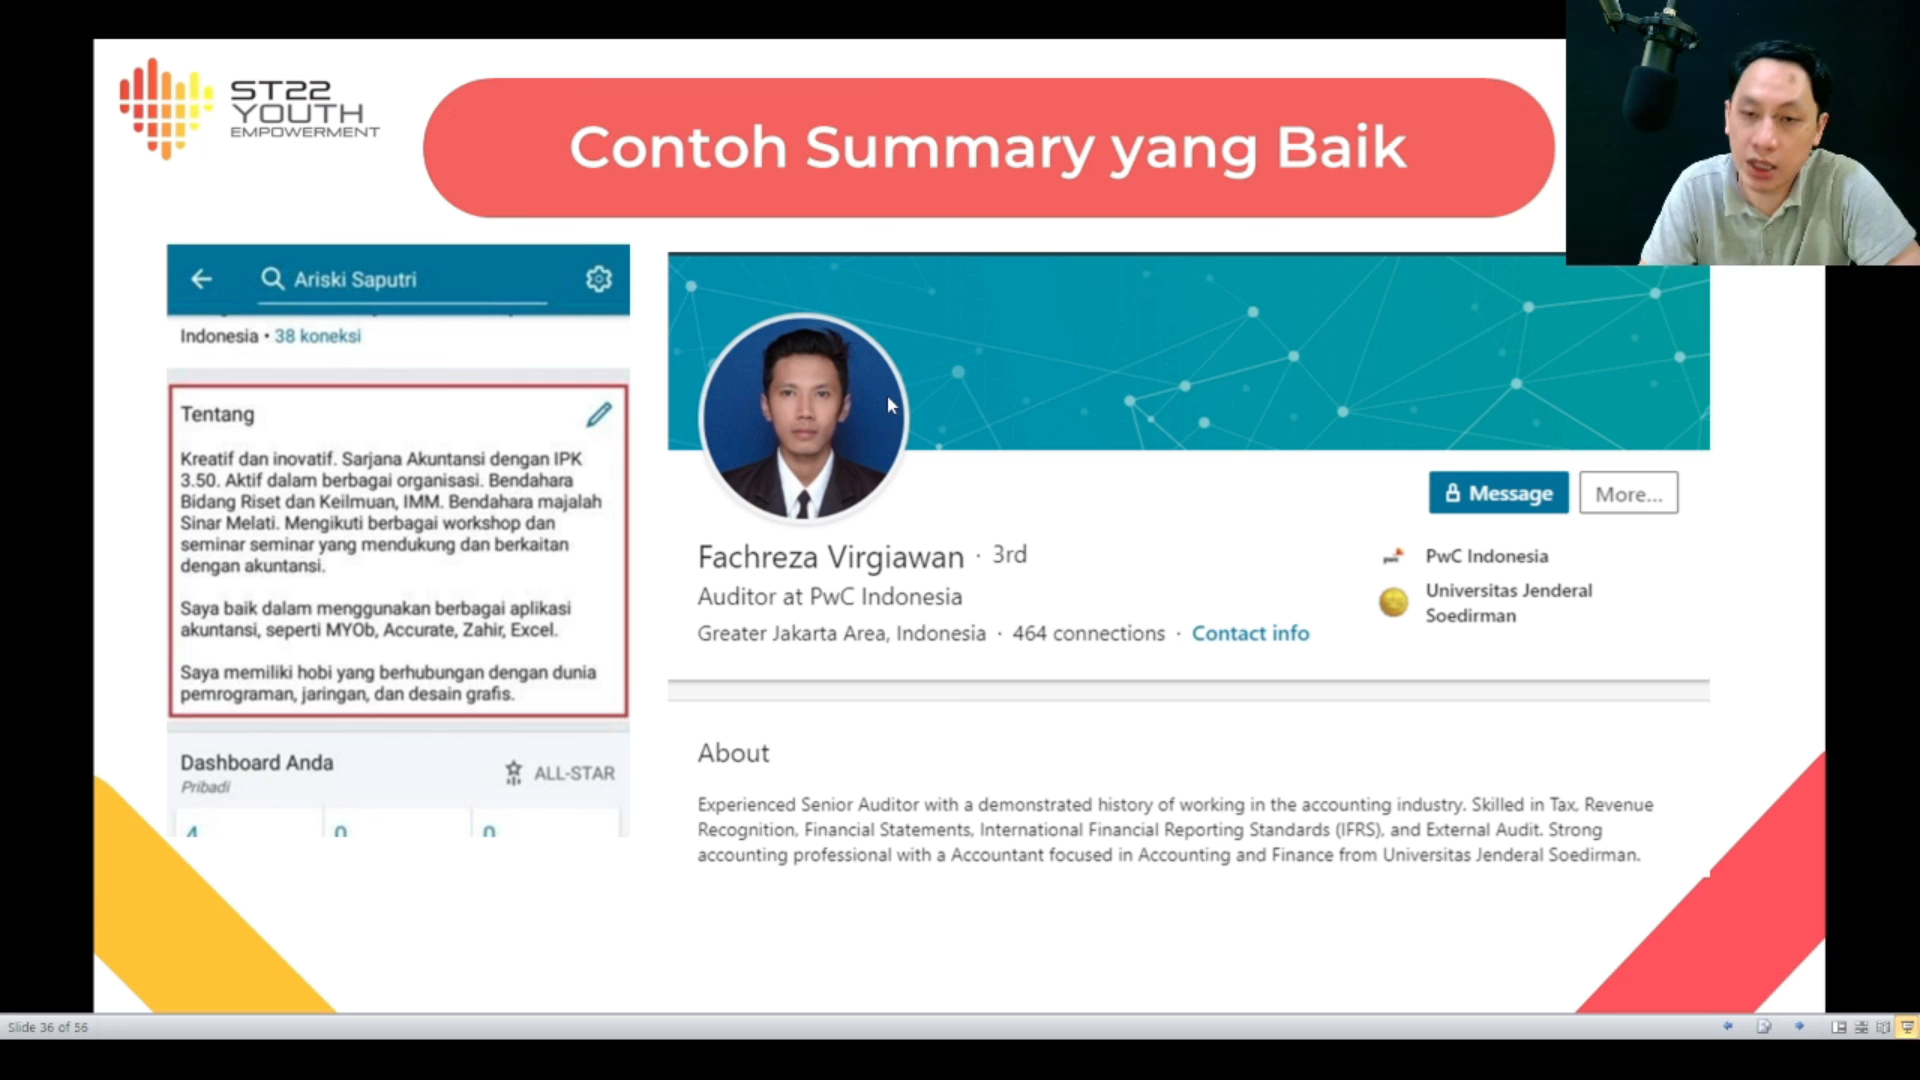 ST22
YOUTH
EMPOWERMENT
Contoh Summary yang Baik
Ariski Saputri
Indonesia • 38 koneksi
Tentang
Kreatif dan inovatif. Sarjana Akuntansi dengan IPK
3.50. Aktif dalam berbagai organisasi. Bendahara
Bidang Riset dan Keilmuan, IMM. Bendahara majalah
Sinar Melati. Mengikuti berbagai workshop dan
seminar seminar yang mendukung dan berkaitan
dengan akuntansi.
Saya baik dalam menggunakan berbagai aplikasi
akuntansi, seperti MYOb, Accurate, Zahir, Excel.
Saya memiliki hobi yang berhubungan dengan dunia
pemrograman, jaringan, dan desain grafis.
Dashboard Anda
Pribadi
ALL-STAR
4 0 0
Message
More...
Fachreza Virgiawan · 3rd
Auditor at PwC Indonesia
Greater Jakarta Area, Indonesia · 464 connections · Contact info
pwc
PwC Indonesia
Universitas Jenderal
Soedirman
About
Experienced Senior Auditor with a demonstrated history of working in the accounting industry. Skilled in Tax, Revenue
Recognition, Financial Statements, International Financial Reporting Standards (IFRS), and External Audit. Strong
accounting professional with a Accountant focused in Accounting and Finance from Universitas Jenderal Soedirman.
Slide 36 of 56